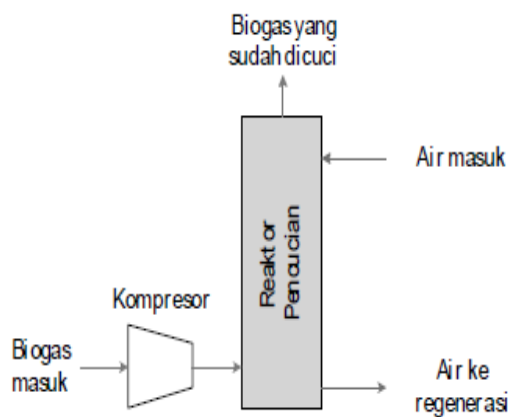 Biogas yang
sudah dicuci
Air masuk
Reaktor
Pencucian
Kompresor
Biogas
masuk
Air ke
regenerasi